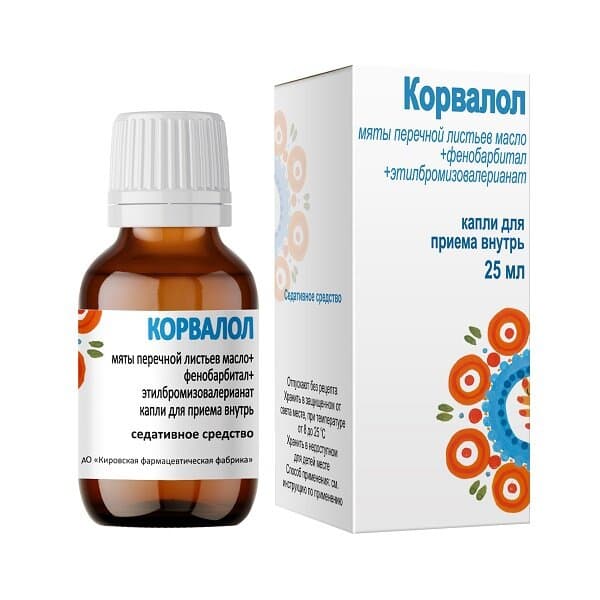 КОРВАЛОЛ
мяты перечной листьев масло+
фенобарбитал+
этилбромизовалерианат
капли для приема внутрь
седативное средство
АО «Кировская фармацевтическая фабрика»
Корвалол
мяты перечной листьев масло
+фенобарбитал
+этилбромизовалерианат
капли для
приема внутрь
25 мл
Седативное средство
Отпускают без рецепта
Хранить в защищенном от
света месте, при температуре
от 8 до 25 °С
Хранить в недоступном
для детей месте
Способ применения: см.
инструкцию по применению